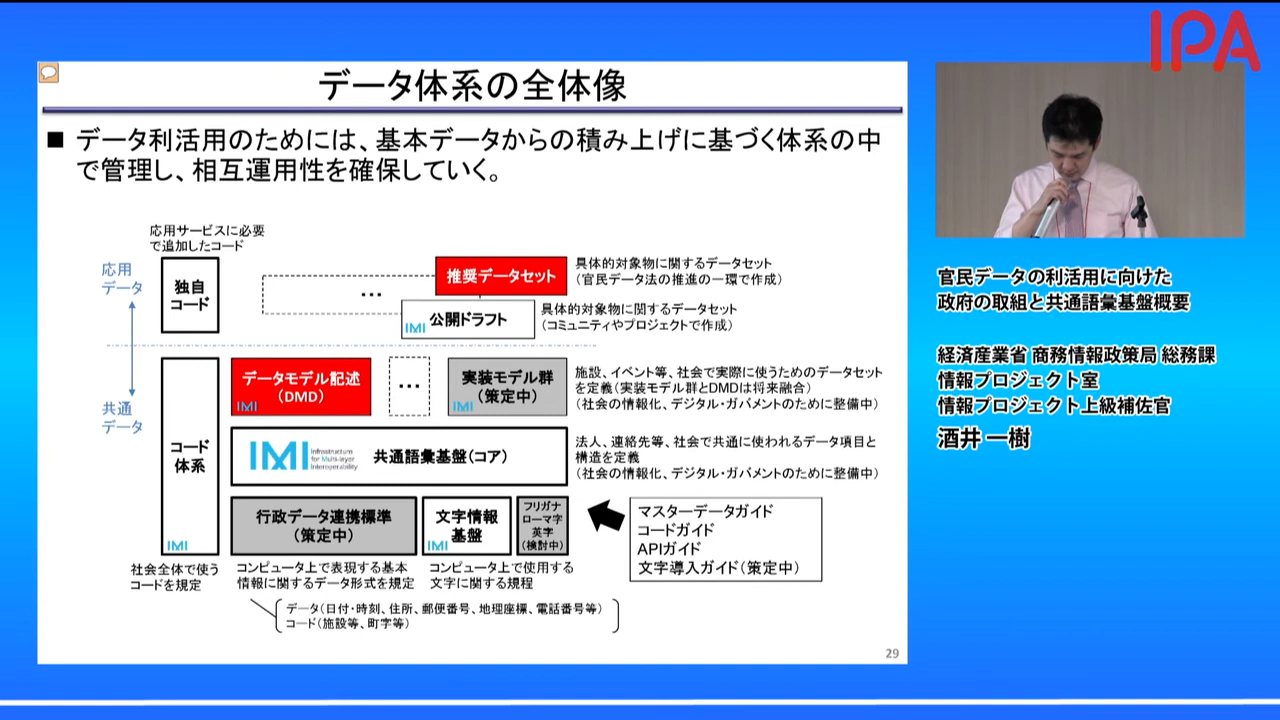 IPA
データ体系の全体像
■ データ利活用のためには、基本データからの積み上げに基づく体系の中
で管理し、相互運用性を確保していく。
応用サービスに必要
で追加したコード
応用
データ
独自
コード
…
推奨データセット
具体的対象物に関するデータセット
（官民データ法の推進の一環で作成）
IMI 公開ドラフト
具体的対象物に関するデータセット
（コミュニティやプロジェクトで作成）
共通
データ
コード
体系
IMI
データモデル記述
（DMD）
IMI
…
実装モデル群
（策定中）
IMI
施設、イベント等、社会で実際に使うためのデータセット
を定義（実装モデル群とDMDは将来融合）
（社会の情報化、デジタル・ガバメントのために整備中）
IMI Infrastructure
for Multi-layer
Interoperability
共通語彙基盤（コア）
法人、連絡先等、社会で共通に使われるデータ項目と
構造を定義
（社会の情報化、デジタル・ガバメントのために整備中）
行政データ連携標準
（策定中）
文字情報
基盤
IMI
フリガナ
ローマ字
英字
（検討中）
マスターデータガイド
コードガイド
APIガイド
文字導入ガイド（策定中）
社会全体で使う
コードを規定
コンピュータ上で表現する基本
情報に関するデータ形式を規定
コンピュータ上で使用する
文字に関する規程
データ（日付・時刻、住所、郵便番号、地理座標、電話番号等）
コード（施設等、町字等）
29
官民データの利活用に向けた
政府の取組と共通語彙基盤概要
経済産業省 商務情報政策局 総務課
情報プロジェクト室
情報プロジェクト上級補佐官
酒井 一樹